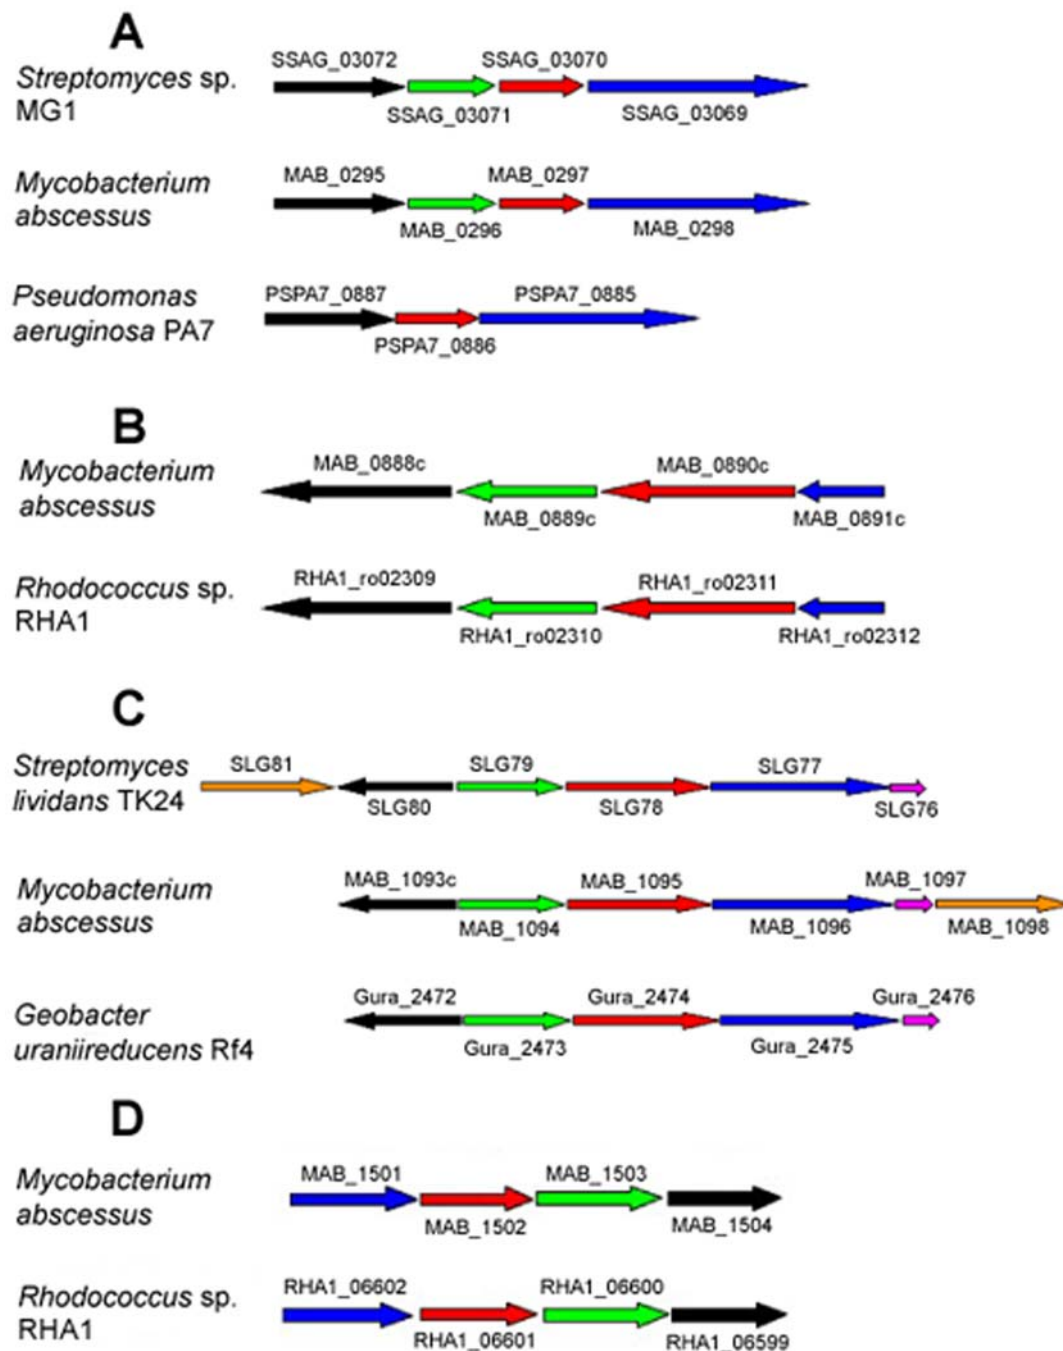 A
SSAG_03072 SSAG_03070
Streptomyces sp.
MG1
SSAG_03071 SSAG_03069
Mycobacterium
abscessus
MAB_0295 MAB_0297
MAB_0296 MAB_0298
Pseudomonas
aeruginosa PA7
PSPA7_0887 PSPA7_0885
PSPA7_0886
B
Mycobacterium
abscessus
MAB_0888c MAB_0890c
MAB_0889c MAB_0891c
Rhodococcus sp.
RHA1
RHA1_ro02309 RHA1_ro02311
RHA1_ro02310 RHA1_ro02312
C
Streptomyces
lividans TK24
SLG81 SLG79 SLG77
SLG80 SLG78 SLG76
Mycobacterium
abscessus
MAB_1093c MAB_1095 MAB_1097
MAB_1094 MAB_1096 MAB_1098
Geobacter
uraniireducens Rf4
Gura_2472 Gura_2474 Gura_2476
Gura_2473 Gura_2475
D
Mycobacterium
abscessus
MAB_1501 MAB_1503
MAB_1502 MAB_1504
Rhodococcus sp.
RHA1
RHA1_06602 RHA1_06600
RHA1_06601 RHA1_06599